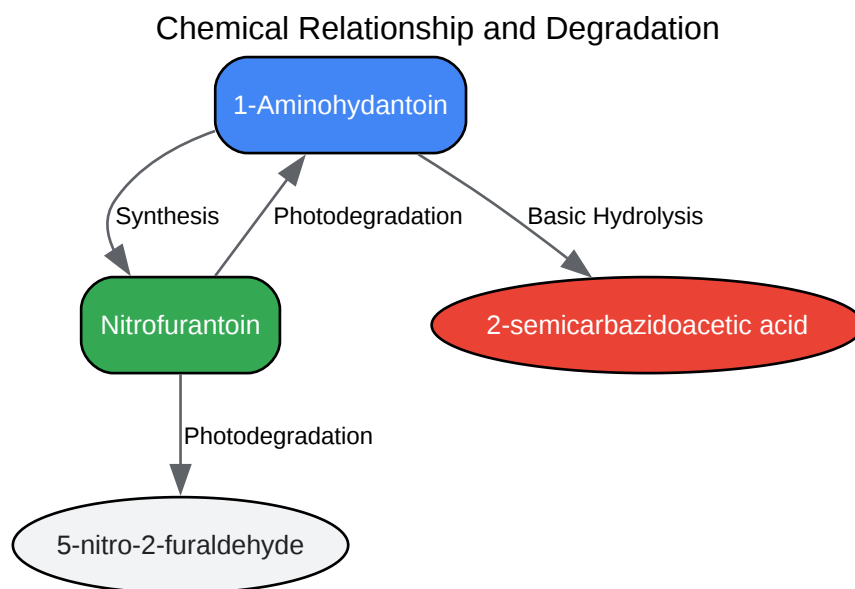 Chemical Relationship and Degradation
1-Aminohydantoin
Synthesis
Photodegradation
Basic Hydrolysis
Nitrofurantoin
2-semicarbazidoacetic acid
Photodegradation
5-nitro-2-furaldehyde